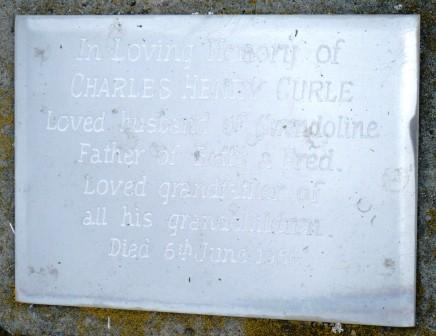 In Loving Memory of
CHARLES HENRY CURLE
Loved husband of Gwendoline
Father of & Fred.
Loved grandfather of
all his grandchildren.
Died 6th June